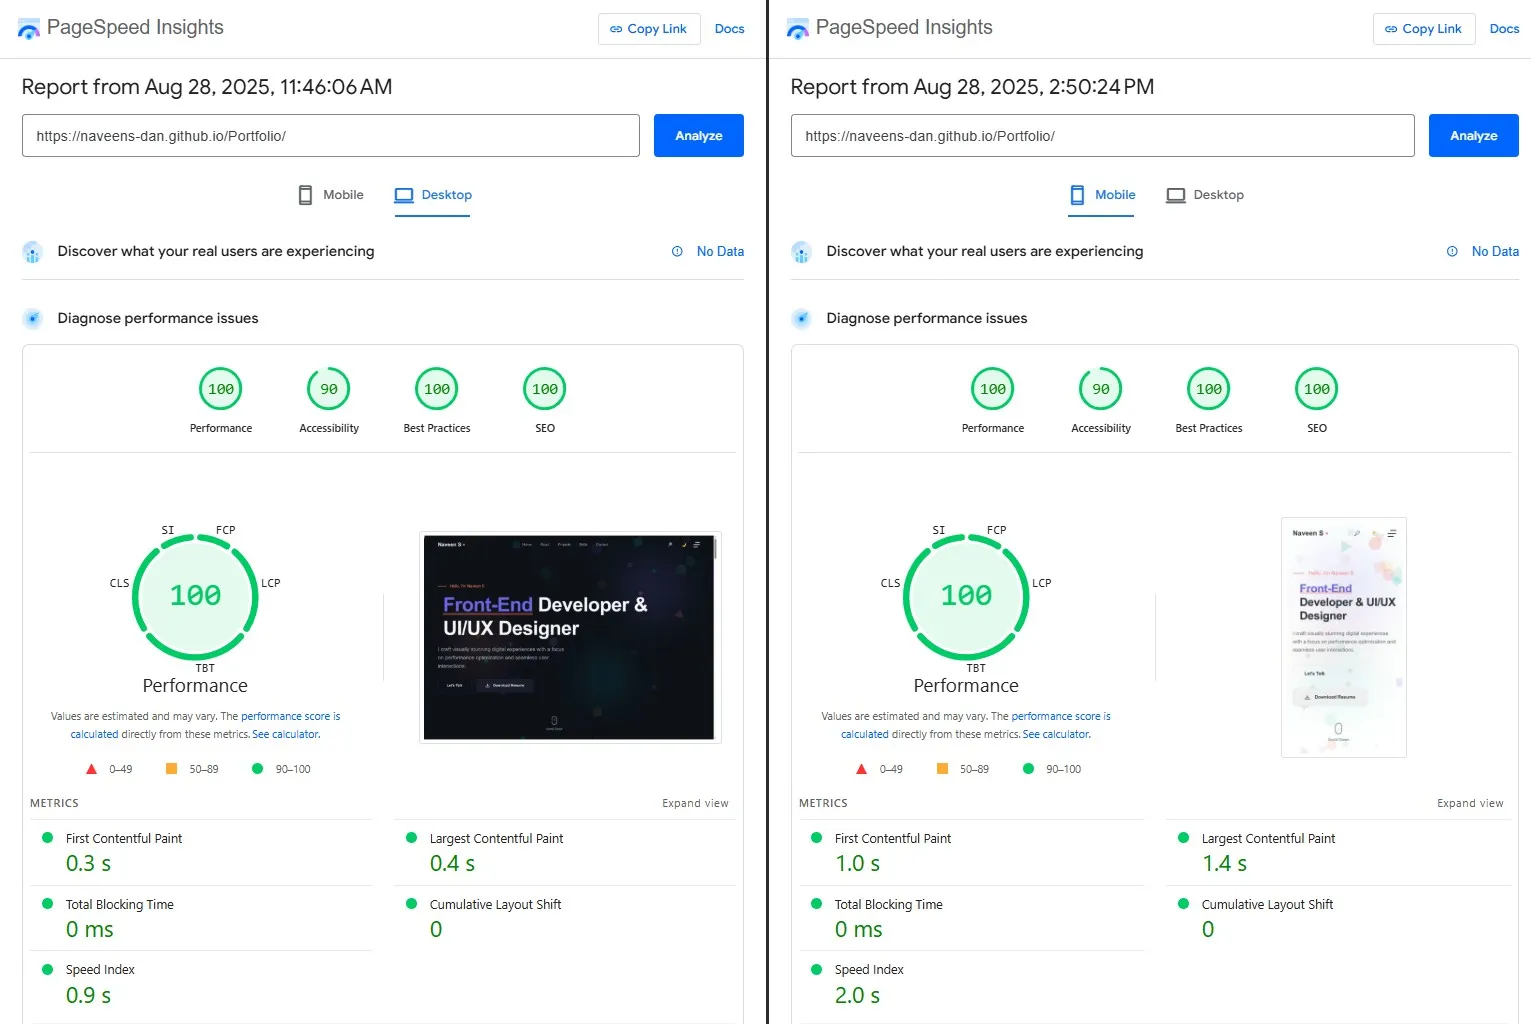 PageSpeed Insights
Copy Link
Docs
Report from Aug 28, 2025, 11:46:06 AM
https://naveens-dan.github.io/Portfolio/
Analyze
Mobile
Desktop
Discover what your real users are experiencing
No Data
Diagnose performance issues
100
90
100
100
Performance
Accessibility
Best Practices
SEO
SI
FCP
CLS
LCP
100
TBT
Performance
Values are estimated and may vary. The performance score is
calculated directly from these metrics. See calculator.
0–49
50–89
90–100
Naveen S
Home
About
Projects
Skills
Contact
Hello, I'm Naveen S
Front-End Developer &
UI/UX Designer
I craft visually stunning digital experiences with a focus
on performance optimization and seamless user
interactions.
Let's Talk
Download Resume
Scroll Down
METRICS
Expand view
First Contentful Paint
0.3 s
Largest Contentful Paint
0.4 s
Total Blocking Time
0 ms
Cumulative Layout Shift
0
Speed Index
0.9 s
PageSpeed Insights
Copy Link
Docs
Report from Aug 28, 2025, 2:50:24 PM
https://naveens-dan.github.io/Portfolio/
Analyze
Mobile
Desktop
Discover what your real users are experiencing
No Data
Diagnose performance issues
100
90
100
100
Performance
Accessibility
Best Practices
SEO
SI
FCP
CLS
LCP
100
TBT
Performance
Values are estimated and may vary. The performance score is
calculated directly from these metrics. See calculator.
0–49
50–89
90–100
Naveen S
Hello, I'm Naveen S
Front-End
Developer & UI/UX
Designer
I craft visually stunning digital experiences
with a focus on performance optimization and
seamless user interactions.
Let's Talk
Download Resume
Scroll Down
METRICS
Expand view
First Contentful Paint
1.0 s
Largest Contentful Paint
1.4 s
Total Blocking Time
0 ms
Cumulative Layout Shift
0
Speed Index
2.0 s